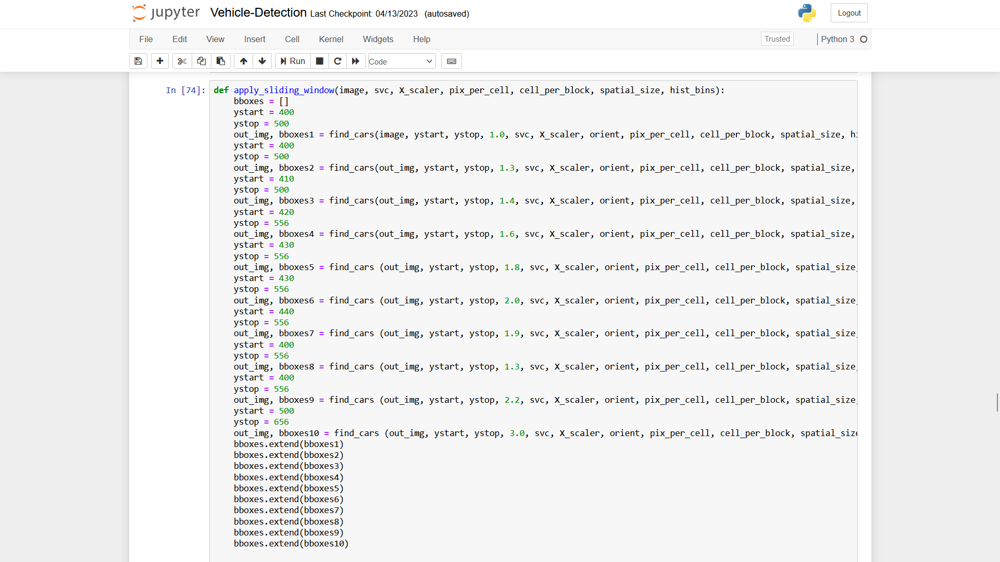 jupyter Vehicle-Detection Last Checkpoint: 04/13/2023 (autosaved) Logout
File Edit View Insert Cell Kernel Widgets Help Trusted Python 3
Run Code
In [74]: def apply_sliding_window(image, svc, X_scaler, pix_per_cell, cell_per_block, spatial_size, hist_bins):
    bboxes = []
    ystart = 400
    ystop = 500
    out_img, bboxes1 = find_cars(image, ystart, ystop, 1.0, svc, X_scaler, orient, pix_per_cell, cell_per_block, spatial_size,
    ystart = 400
    ystop = 500
    out_img, bboxes2 = find_cars(out_img, ystart, ystop, 1.3, svc, X_scaler, orient, pix_per_cell, cell_per_block, spatial_size,
    ystart = 410
    ystop = 500
    out_img, bboxes3 = find_cars(out_img, ystart, ystop, 1.4, svc, X_scaler, orient, pix_per_cell, cell_per_block, spatial_size,
    ystart = 420
    ystop = 556
    out_img, bboxes4 = find_cars(out_img, ystart, ystop, 1.6, svc, X_scaler, orient, pix_per_cell, cell_per_block, spatial_size,
    ystart = 430
    ystop = 556
    out_img, bboxes5 = find_cars (out_img, ystart, ystop, 1.8, svc, X_scaler, orient, pix_per_cell, cell_per_block, spatial_size,
    ystart = 430
    ystop = 556
    out_img, bboxes6 = find_cars (out_img, ystart, ystop, 2.0, svc, X_scaler, orient, pix_per_cell, cell_per_block, spatial_size,
    ystart = 440
    ystop = 556
    out_img, bboxes7 = find_cars (out_img, ystart, ystop, 1.9, svc, X_scaler, orient, pix_per_cell, cell_per_block, spatial_size,
    ystart = 400
    ystop = 556
    out_img, bboxes8 = find_cars (out_img, ystart, ystop, 1.3, svc, X_scaler, orient, pix_per_cell, cell_per_block, spatial_size,
    ystart = 400
    ystop = 556
    out_img, bboxes9 = find_cars (out_img, ystart, ystop, 2.2, svc, X_scaler, orient, pix_per_cell, cell_per_block, spatial_size,
    ystart = 500
    ystop = 656
    out_img, bboxes10 = find_cars (out_img, ystart, ystop, 3.0, svc, X_scaler, orient, pix_per_cell, cell_per_block, spatial_size
    bboxes.extend(bboxes1)
    bboxes.extend(bboxes2)
    bboxes.extend(bboxes3)
    bboxes.extend(bboxes4)
    bboxes.extend(bboxes5)
    bboxes.extend(bboxes6)
    bboxes.extend(bboxes7)
    bboxes.extend(bboxes8)
    bboxes.extend(bboxes9)
    bboxes.extend(bboxes10)